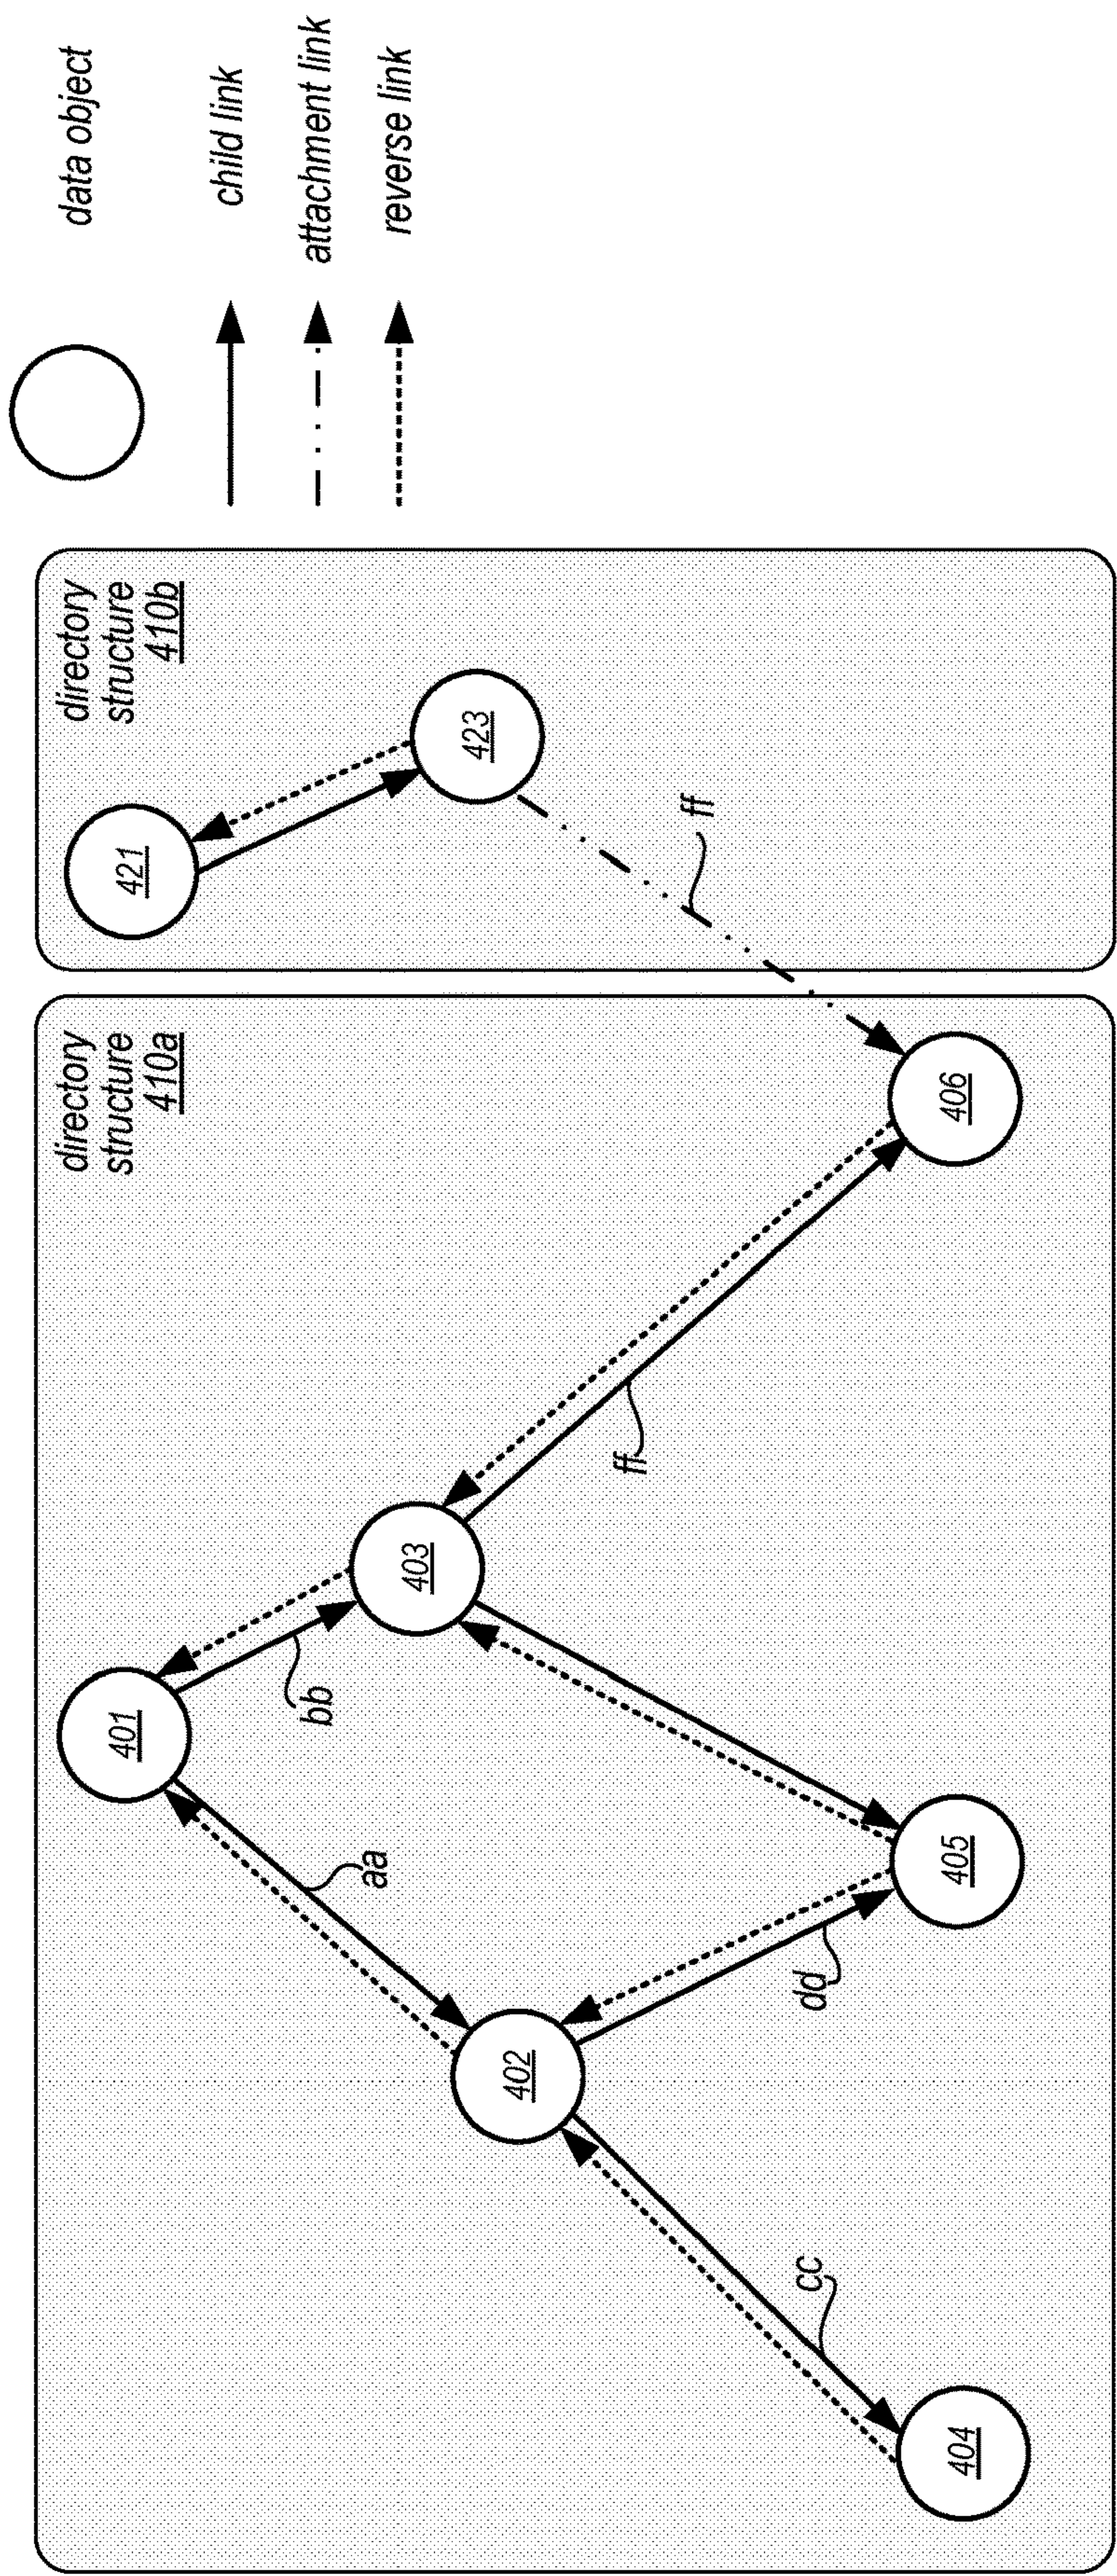 directory
structure
410a
401
aa
bb
402
403
cc
dd
ff
404
405
406
directory
structure
410b
421
423
ff
data object
child link
attachment link
reverse link